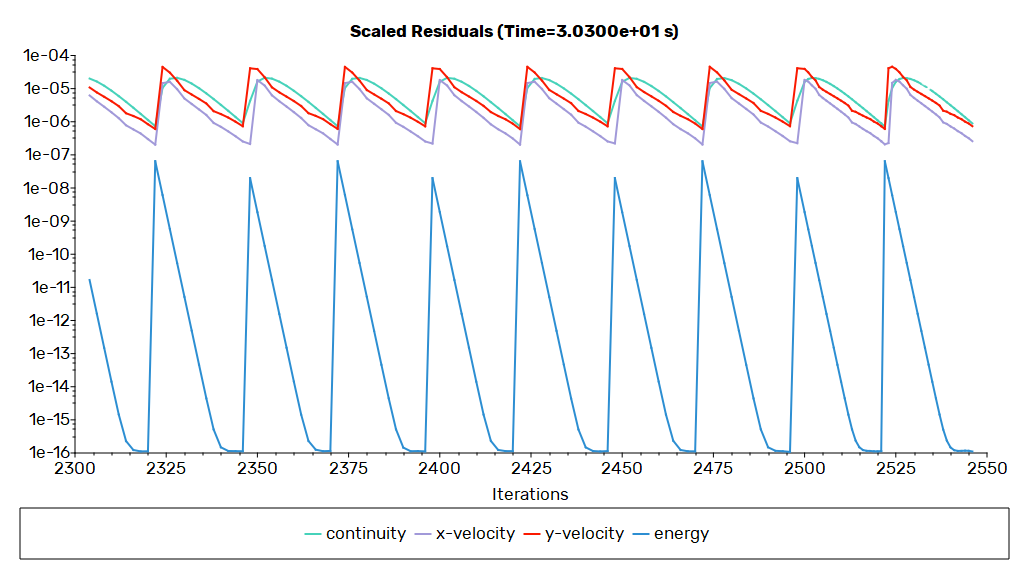 Scaled Residuals (Time=3.0300e+01 s)
1e-04
1e-05
1e-06
1e-07
1e-08
1e-09
1e-10
1e-11
1e-12
1e-13
1e-14
1e-15
1e-16
2300 2325 2350 2375 2400 2425 2450 2475 2500 2525 2550
Iterations
continuity x-velocity y-velocity energy